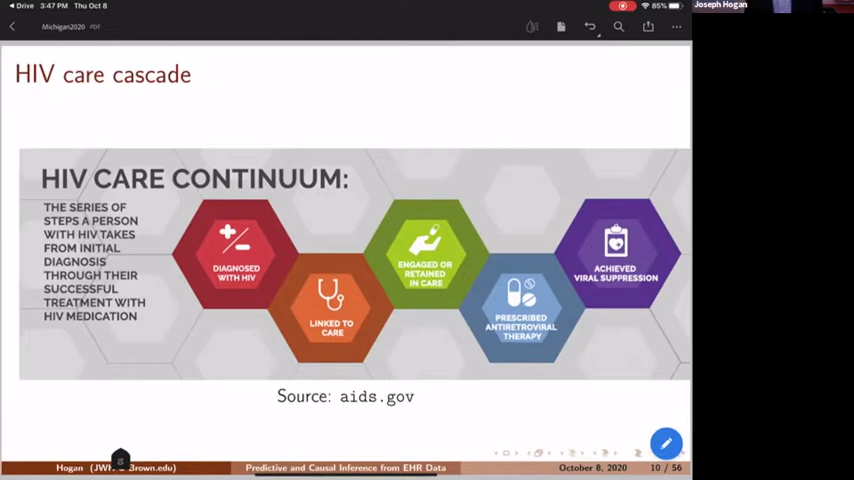 Drive 3:47 PM Thu Oct 8
85%
Joseph Hogan
Michigan2020 PDF
HIV care cascade
HIV CARE CONTINUUM:
THE SERIES OF
STEPS A PERSON
WITH HIV TAKES
FROM INITIAL
DIAGNOSIS
THROUGH THEIR
SUCCESSFUL
TREATMENT WITH
HIV MEDICATION
DIAGNOSED
WITH HIV
LINKED TO
CARE
ENGAGED OR
RETAINED
IN CARE
PRESCRIBED
ANTIRETROVIRAL
THERAPY
ACHIEVED
VIRAL SUPPRESSION
Source: aids.gov
10
Hogan (JWH @ Brown.edu) Predictive and Causal Inference from EHR Data October 8, 2020 10 / 56